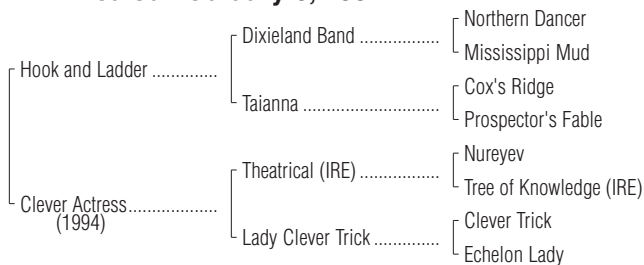 Northern Dancer
Dixieland Band
Mississippi Mud
Hook and Ladder
Cox's Ridge
Taianna
Prospector's Fable
Nureyev
Theatrical (IRE)
Tree of Knowledge (IRE)
Clever Actress
(1994)
Clever Trick
Lady Clever Trick
Echelon Lady